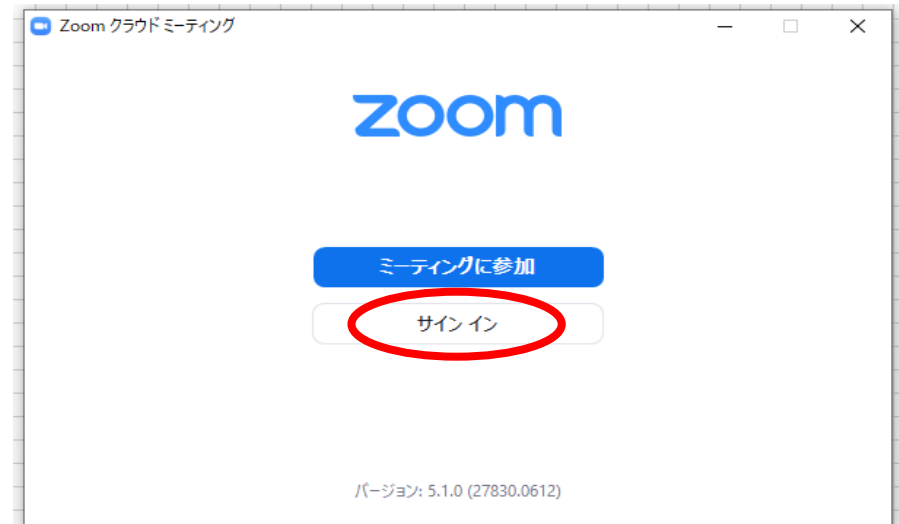 Zoom クラウド ミーティング
zoom
ミーティングに参加
サイン イン
バージョン: 5.1.0 (27830.0612)